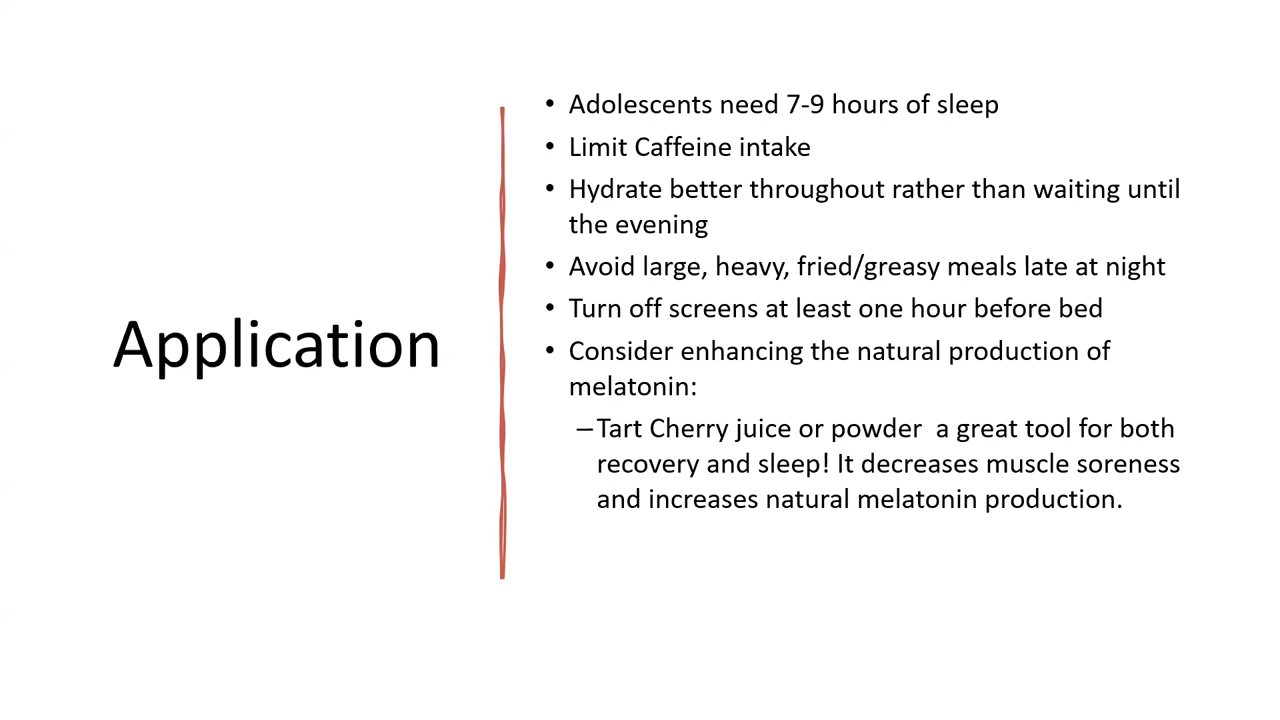 Application
• Adolescents need 7-9 hours of sleep
• Limit Caffeine intake
• Hydrate better throughout rather than waiting until
the evening
• Avoid large, heavy, fried/greasy meals late at night
• Turn off screens at least one hour before bed
• Consider enhancing the natural production of
melatonin:
–Tart Cherry juice or powder  a great tool for both
recovery and sleep! It decreases muscle soreness
and increases natural melatonin production.